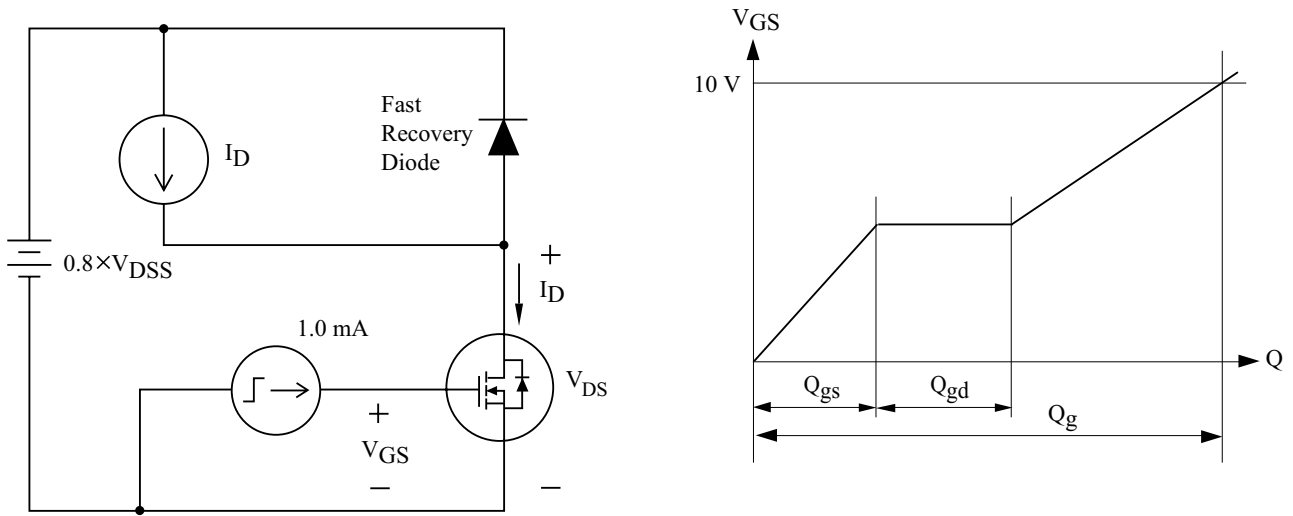 I_D
Fast
Recovery
Diode
0.8×V_DSS
+
I_D
1.0 mA
V_DS
+
V_GS
−
−
V_GS
10 V
Q
Q_gs
Q_gd
Q_g